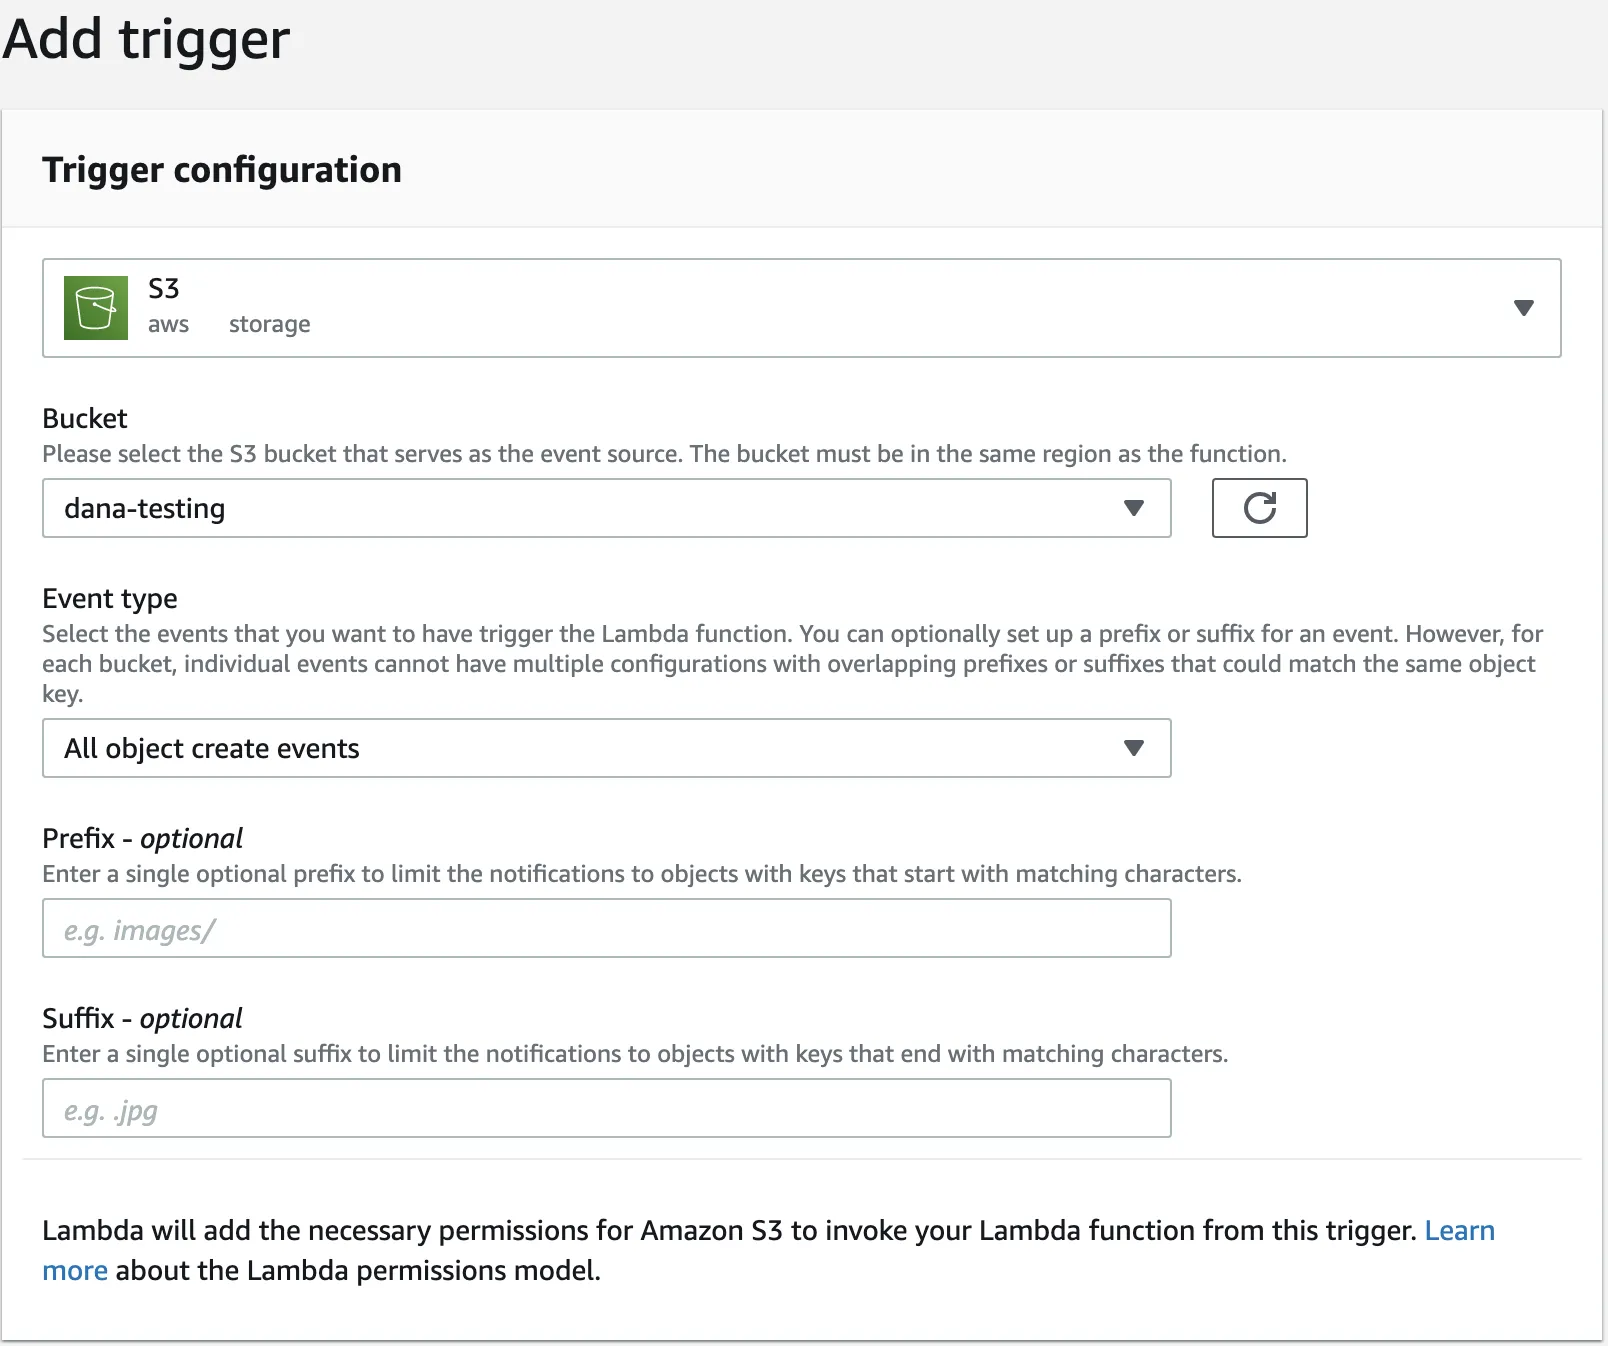 Add trigger
Trigger configuration
S3
aws storage
Bucket
Please select the S3 bucket that serves as the event source. The bucket must be in the same region as the function.
dana-testing
Event type
Select the events that you want to have trigger the Lambda function. You can optionally set up a prefix or suffix for an event. However, for
each bucket, individual events cannot have multiple configurations with overlapping prefixes or suffixes that could match the same object
key.
All object create events
Prefix - optional
Enter a single optional prefix to limit the notifications to objects with keys that start with matching characters.
e.g. images/
Suffix - optional
Enter a single optional suffix to limit the notifications to objects with keys that end with matching characters.
e.g. .jpg
Lambda will add the necessary permissions for Amazon S3 to invoke your Lambda function from this trigger. Learn
more about the Lambda permissions model.